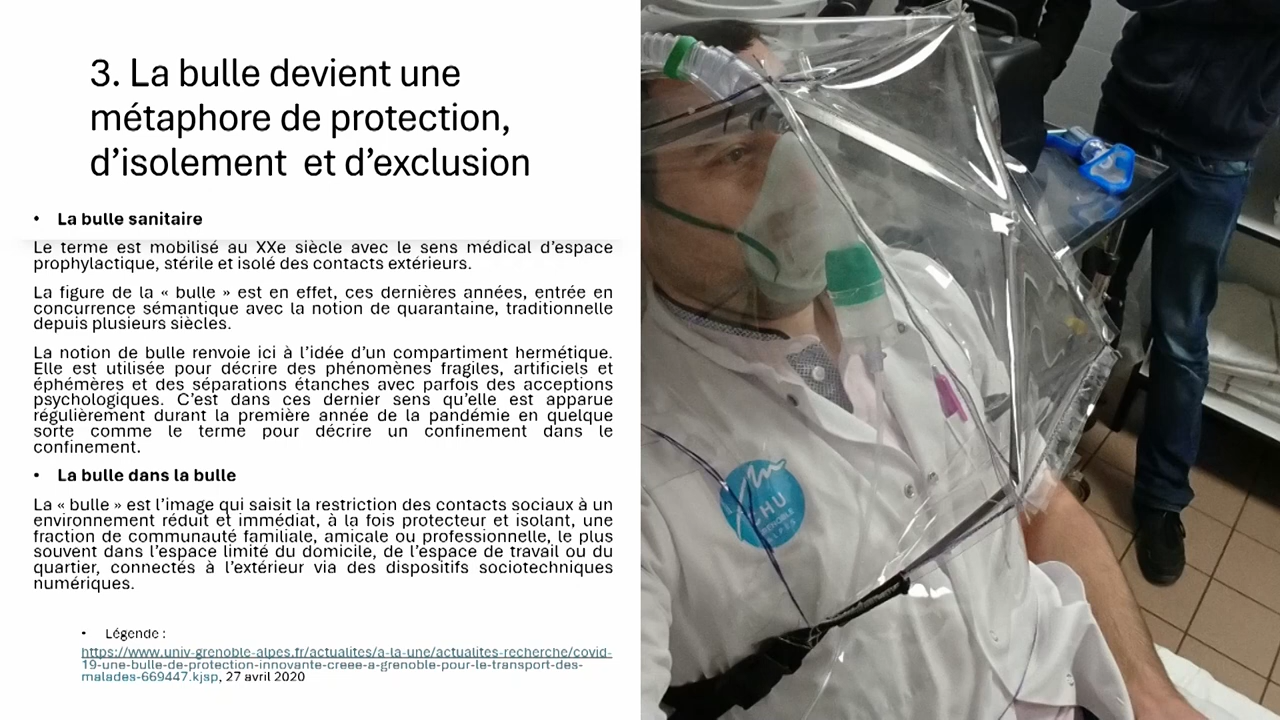 3. La bulle devient une
métaphore de protection,
d’isolement et d’exclusion
• La bulle sanitaire
Le terme est mobilisé au XXe siècle avec le sens médical d’espace
prophylactique, stérile et isolé des contacts extérieurs.
La figure de la « bulle » est en effet, ces dernières années, entrée en
concurrence sémantique avec la notion de quarantaine, traditionnelle
depuis plusieurs siècles.
La notion de bulle renvoie ici à l’idée d’un compartiment hermétique.
Elle est utilisée pour décrire des phénomènes fragiles, artificiels et
éphémères et des séparations étanches avec parfois des acceptions
psychologiques. C’est dans ces dernier sens qu’elle est apparue
régulièrement durant la première année de la pandémie en quelque
sorte comme le terme pour décrire un confinement dans le
confinement.
• La bulle dans la bulle
La « bulle » est l’image qui saisit la restriction des contacts sociaux à un
environnement réduit et immédiat, à la fois protecteur et isolant, une
fraction de communauté familiale, amicale ou professionnelle, le plus
souvent dans l’espace limité du domicile, de l’espace de travail ou du
quartier, connectés à l’extérieur via des dispositifs sociotechniques
numériques.
• Légende :
https://www.univ-grenoble-alpes.fr/actualites/a-la-une/actualites-recherche/covid-
19-une-bulle-de-protection-innovante-creee-a-grenoble-pour-le-transport-des-
malades-669447.kjsp, 27 avril 2020
CHU
GRENOBLE
ALPES